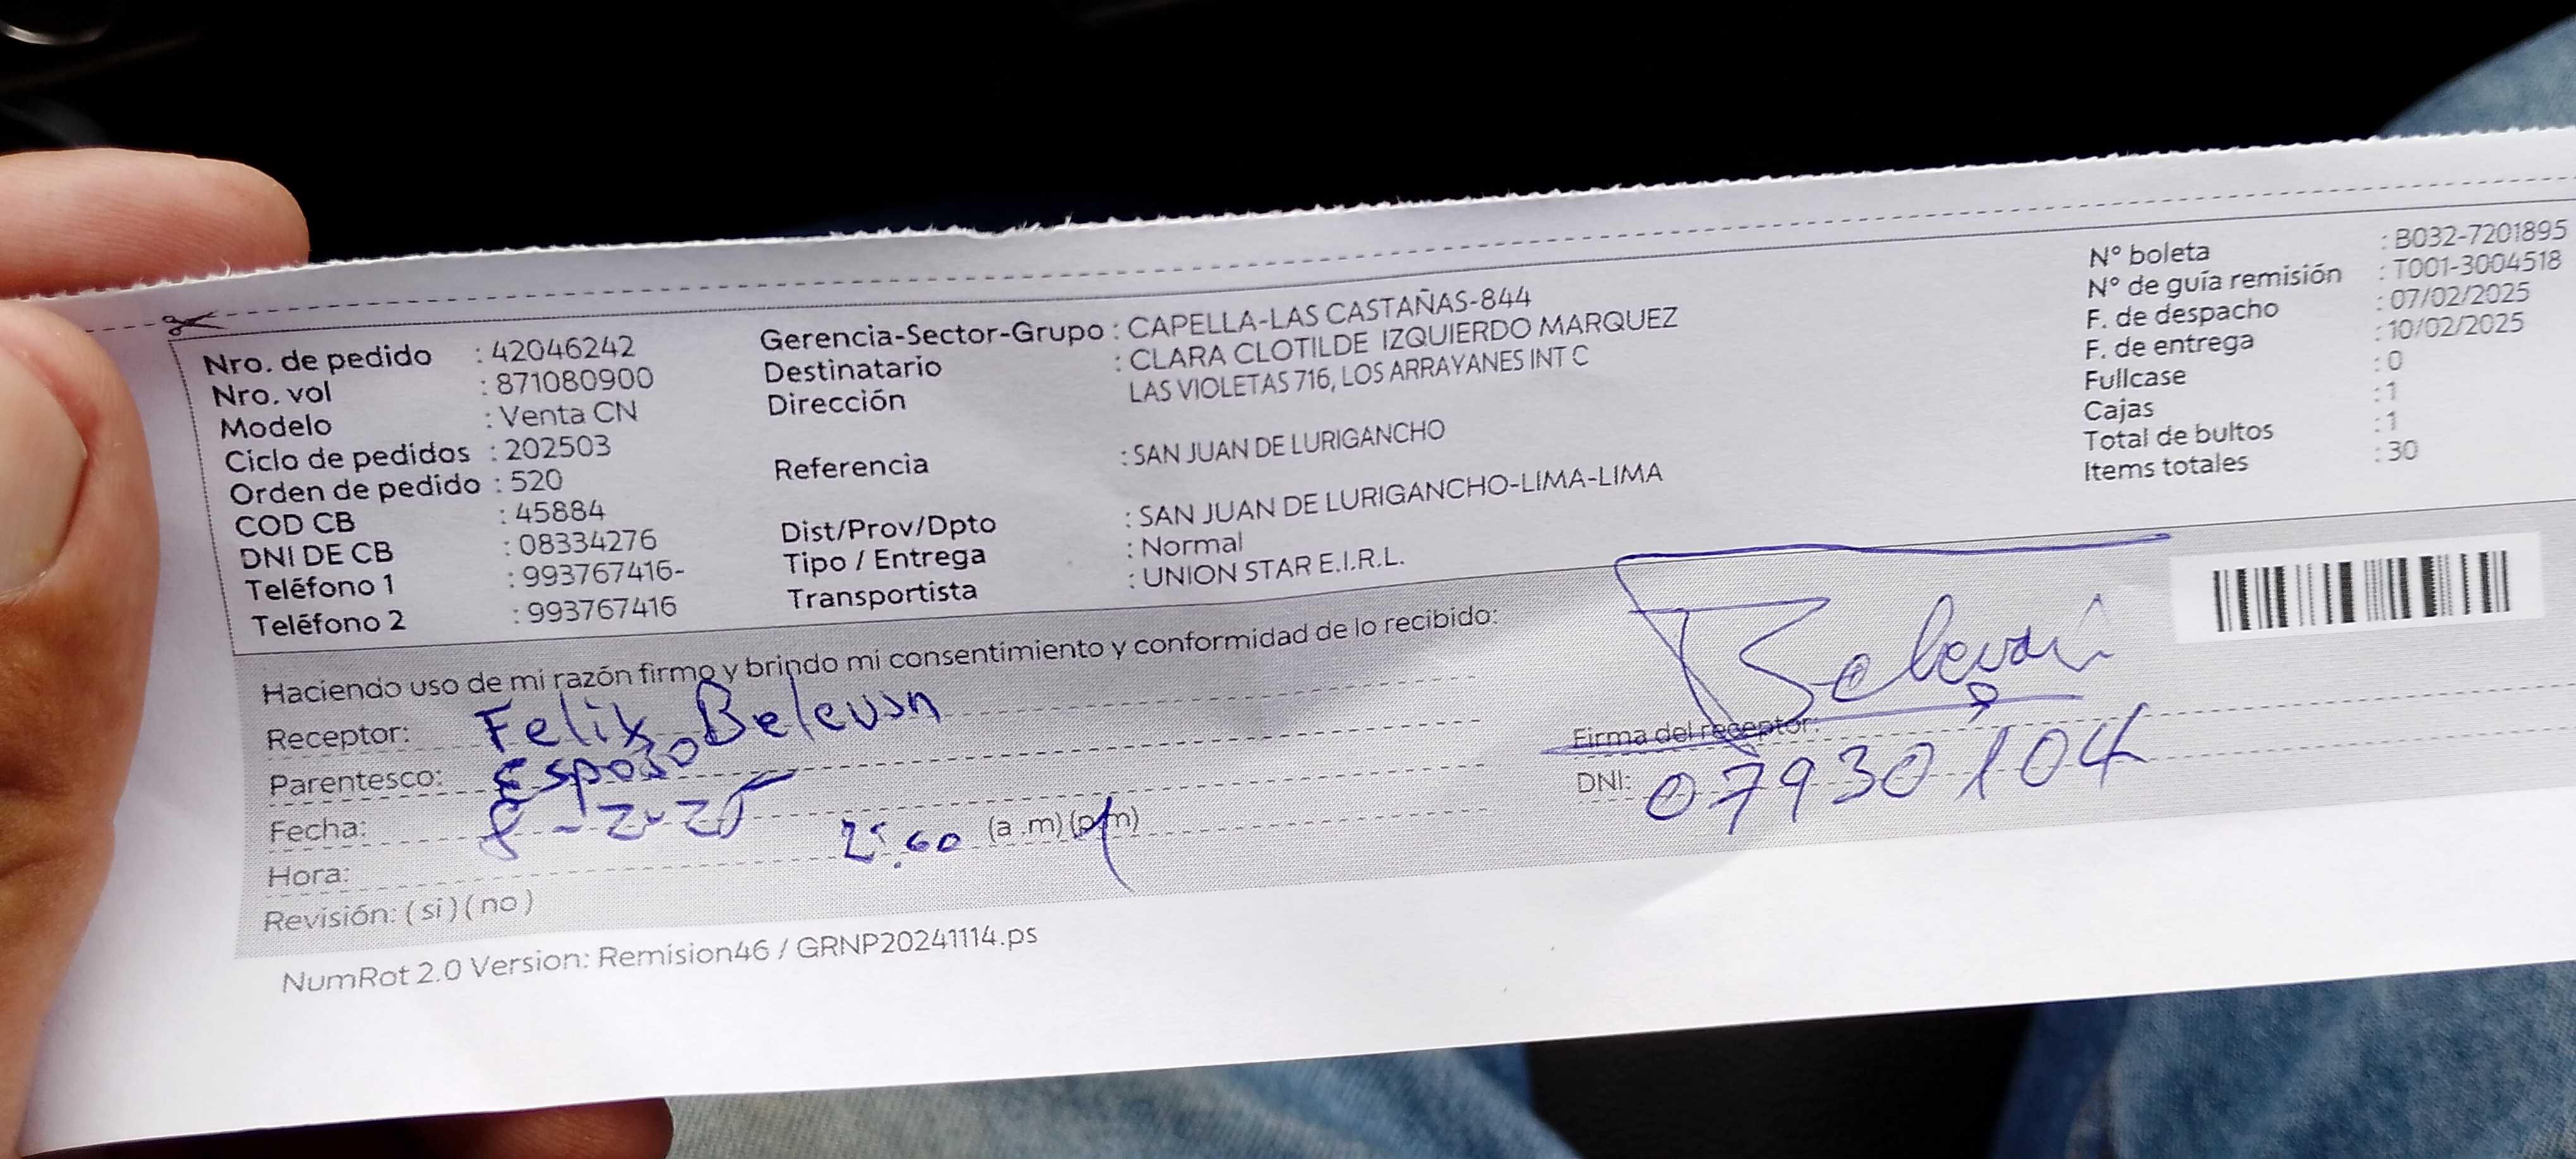 Nro. de pedido : 42046242
Nro. vol : 871080900
Modelo : Venta CN
Ciclo de pedidos : 202503
Orden de pedido : 520
COD CB : 45884
DNI DE CB : 08334276
Teléfono 1 : 993767416-
Teléfono 2 : 993767416
Gerencia-Sector-Grupo : CAPELLA-LAS CASTAÑAS-844
Destinatario : CLARA CLOTILDE IZQUIERDO MARQUEZ
Dirección LAS VIOLETAS 716, LOS ARRAYANES INT C
Referencia : SAN JUAN DE LURIGANCHO
Dist/Prov/Dpto : SAN JUAN DE LURIGANCHO-LIMA-LIMA
Tipo / Entrega : Normal
Transportista : UNION STAR E.I.R.L.
N° boleta : B032-7201895
N° de guía remisión : T001-3004518
F. de despacho : 07/02/2025
F. de entrega : 10/02/2025
Fullcase : 0
Cajas : 1
Total de bultos : 1
Items totales : 30
Haciendo uso de mi razón firmo y brindo mi consentimiento y conformidad de lo recibido:
Receptor: Felix Belevan
Parentesco: Esposo
Fecha: 8-2-25
Hora: (a.m) (p.m)
Revisión: (si) (no)
Belevan
Firma del receptor:
DNI: 07930104
NumRot 2.0 Version: Remision46 / GRNP20241114.ps